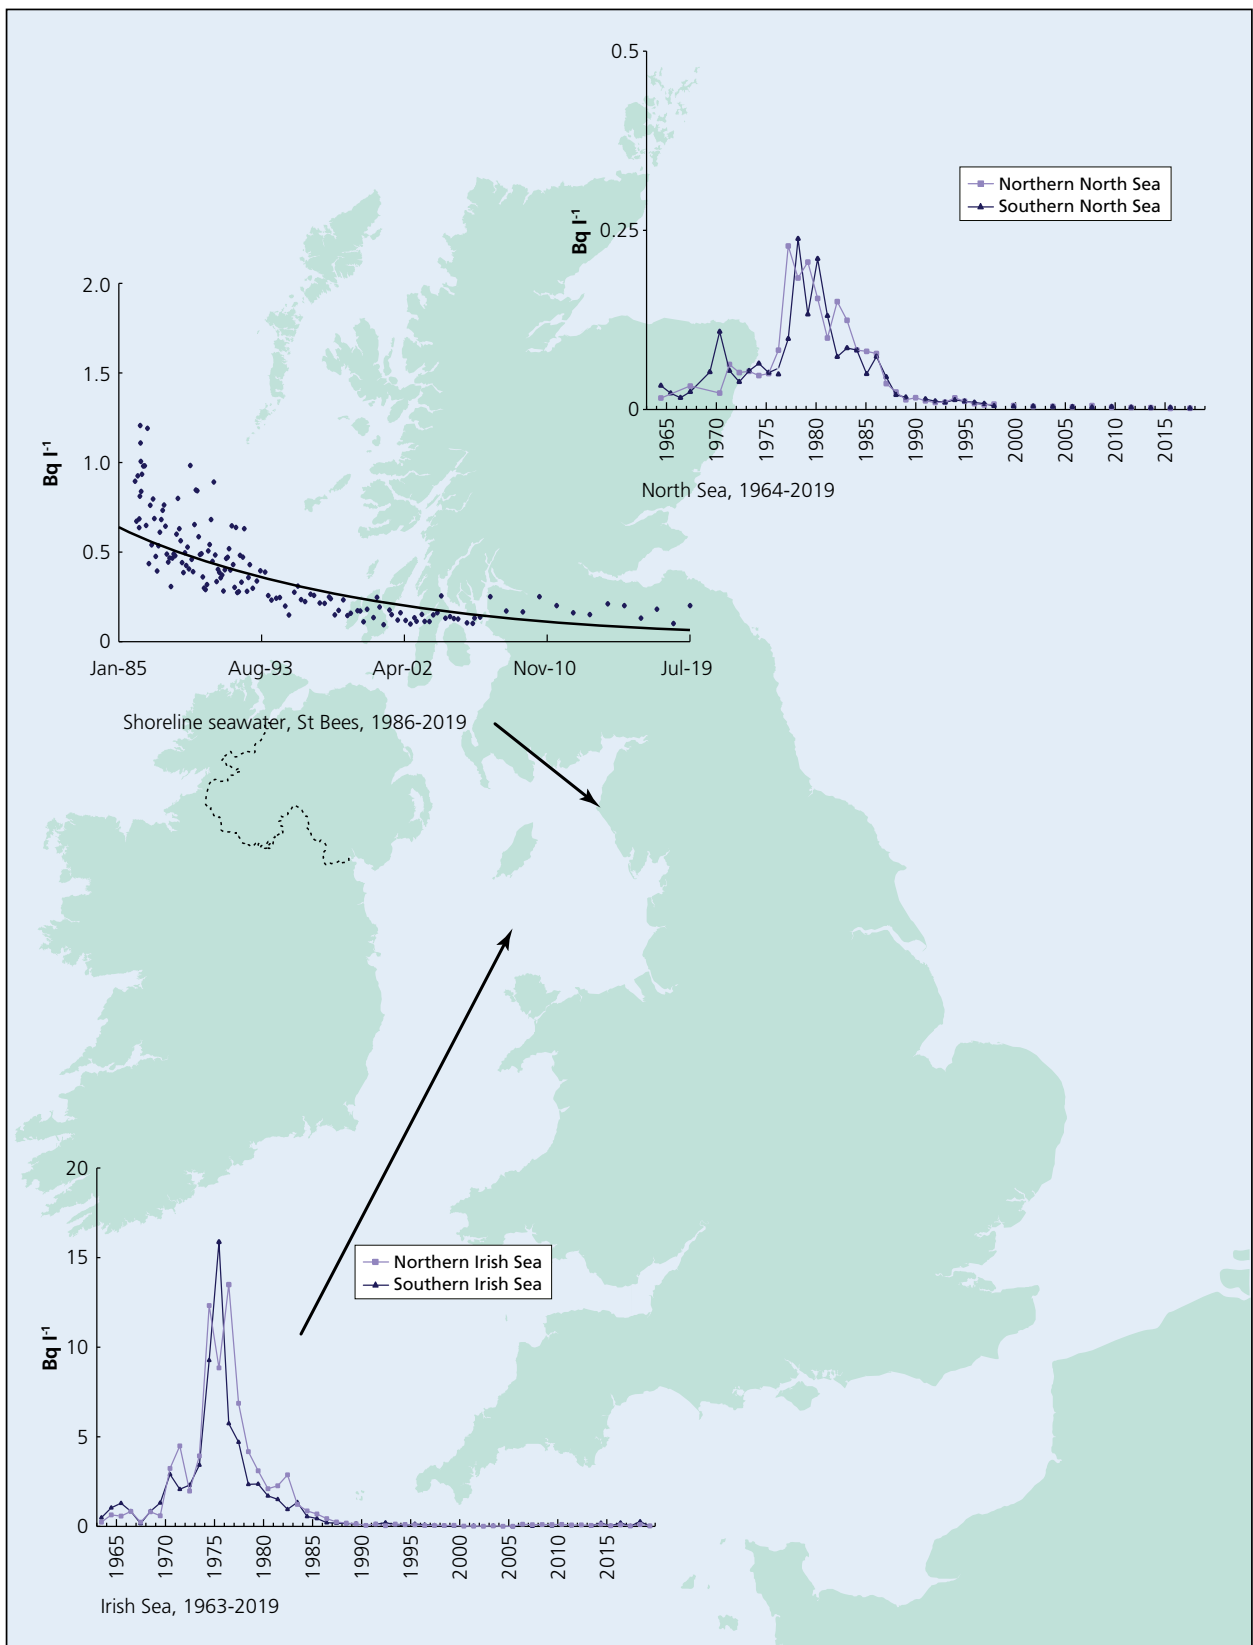 0.5
0.25
0
Bq l-1
Northern North Sea
Southern North Sea
1965
1970
1975
1980
1985
1990
1995
2000
2005
2010
2015
North Sea, 1964-2019
2.0
1.5
1.0
0.5
0
Bq l-1
Jan-85
Aug-93
Apr-02
Nov-10
Jul-19
Shoreline seawater, St Bees, 1986-2019
20
15
10
5
0
Bq l-1
Northern Irish Sea
Southern Irish Sea
1965
1970
1975
1980
1985
1990
1995
2000
2005
2010
2015
Irish Sea, 1963-2019